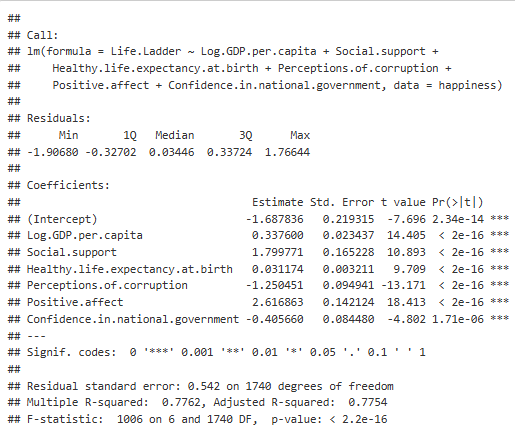 ##
## Call:
## lm(formula = Life.Ladder ~ Log.GDP.per.capita + Social.support +
##     Healthy.life.expectancy.at.birth + Perceptions.of.corruption +
##     Positive.affect + Confidence.in.national.government, data = happiness)
##
## Residuals:
##      Min       1Q   Median       3Q      Max
## -1.90680 -0.32702  0.03446  0.33724  1.76644
##
## Coefficients:
##                                    Estimate Std. Error t value Pr(>|t|)
## (Intercept)                       -1.687836   0.219315  -7.696 2.34e-14 ***
## Log.GDP.per.capita                 0.337600   0.023437  14.405  < 2e-16 ***
## Social.support                     1.799771   0.165228  10.893  < 2e-16 ***
## Healthy.life.expectancy.at.birth   0.031174   0.003211   9.709  < 2e-16 ***
## Perceptions.of.corruption         -1.250451   0.094941 -13.171  < 2e-16 ***
## Positive.affect                    2.616863   0.142124  18.413  < 2e-16 ***
## Confidence.in.national.government -0.405660   0.084480  -4.802 1.71e-06 ***
## ---
## Signif. codes:  0 '***' 0.001 '**' 0.01 '*' 0.05 '.' 0.1 ' ' 1
##
## Residual standard error: 0.542 on 1740 degrees of freedom
## Multiple R-squared:  0.7762, Adjusted R-squared:  0.7754
## F-statistic:  1006 on 6 and 1740 DF,  p-value: < 2.2e-16